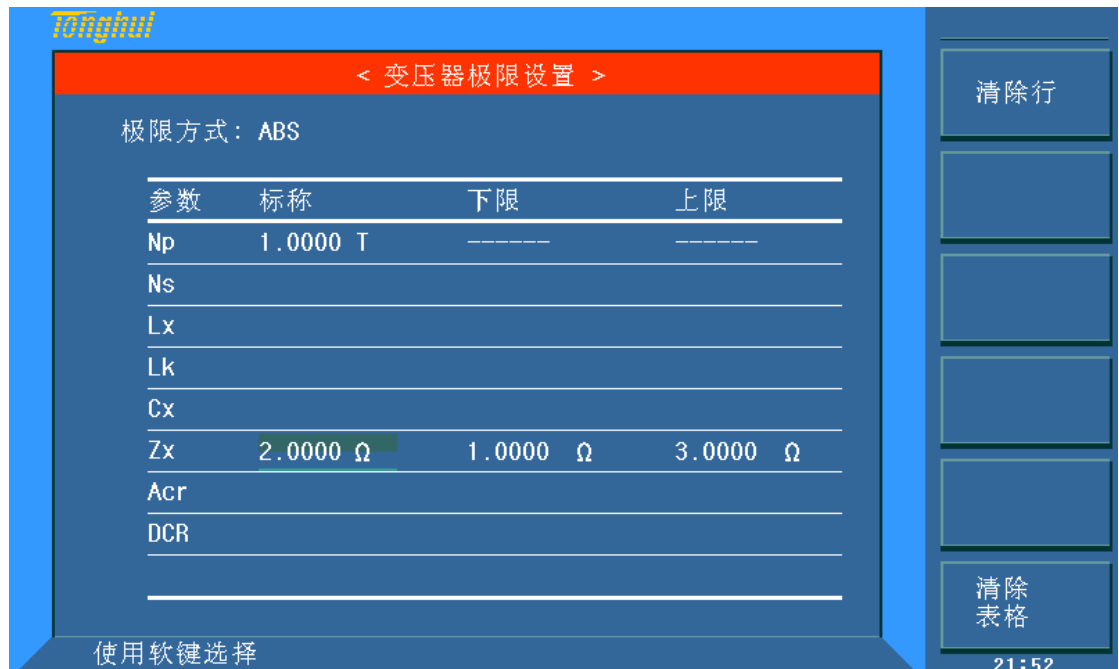 Tonghui
< 变压器极限设置 >
极限方式: ABS
参数 标称 下限 上限
Np 1.0000 T ------ ------
Ns
Lx
Lk
Cx
Zx 2.0000 Ω 1.0000 Ω 3.0000 Ω
Acr
DCR
使用软键选择
清除行
清除
表格
21:52